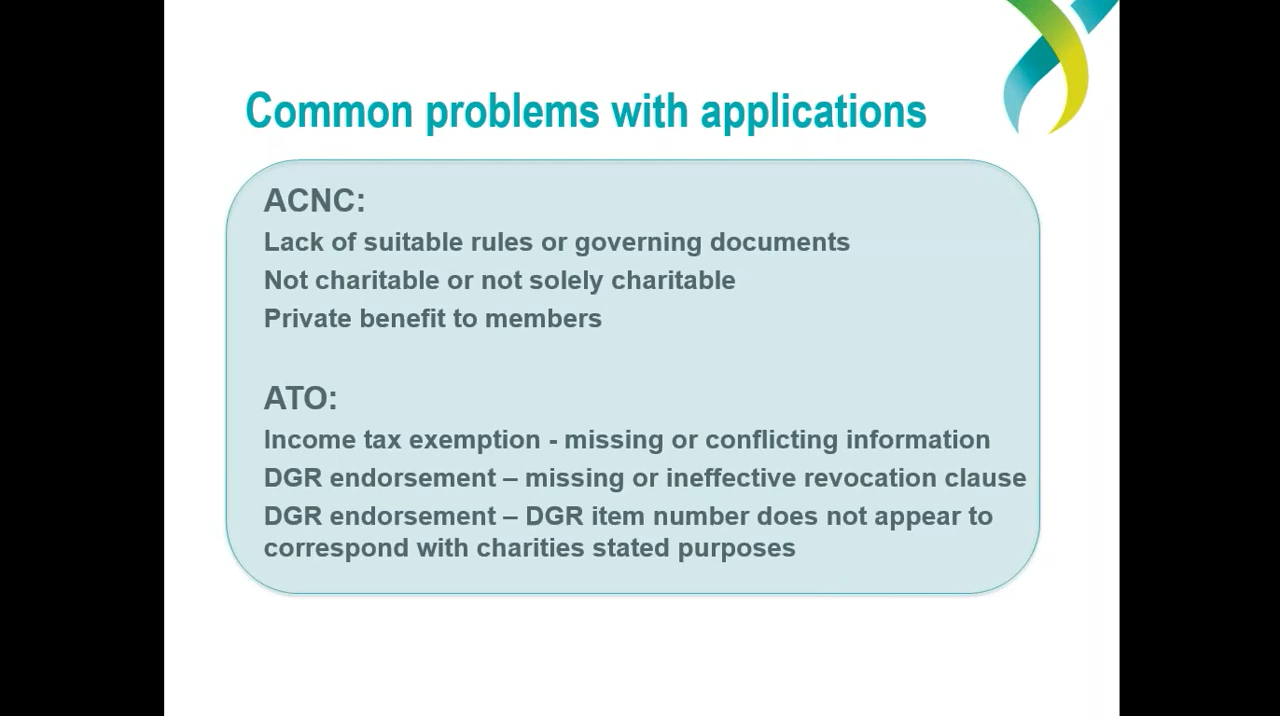 Common problems with applications
ACNC:
Lack of suitable rules or governing documents
Not charitable or not solely charitable
Private benefit to members
ATO:
Income tax exemption - missing or conflicting information
DGR endorsement – missing or ineffective revocation clause
DGR endorsement – DGR item number does not appear to
correspond with charities stated purposes